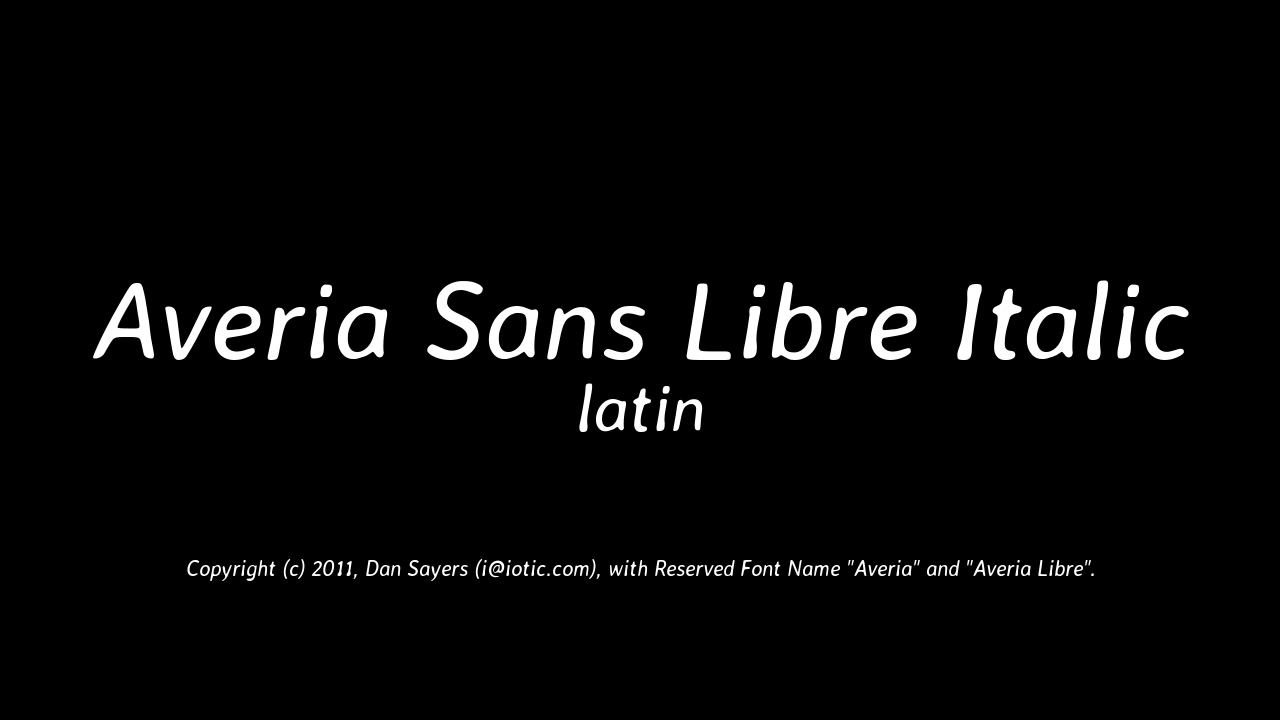 Averia Sans Libre Italic
latin
Copyright (c) 2011, Dan Sayers (i@iotic.com), with Reserved Font Name "Averia" and "Averia Libre".